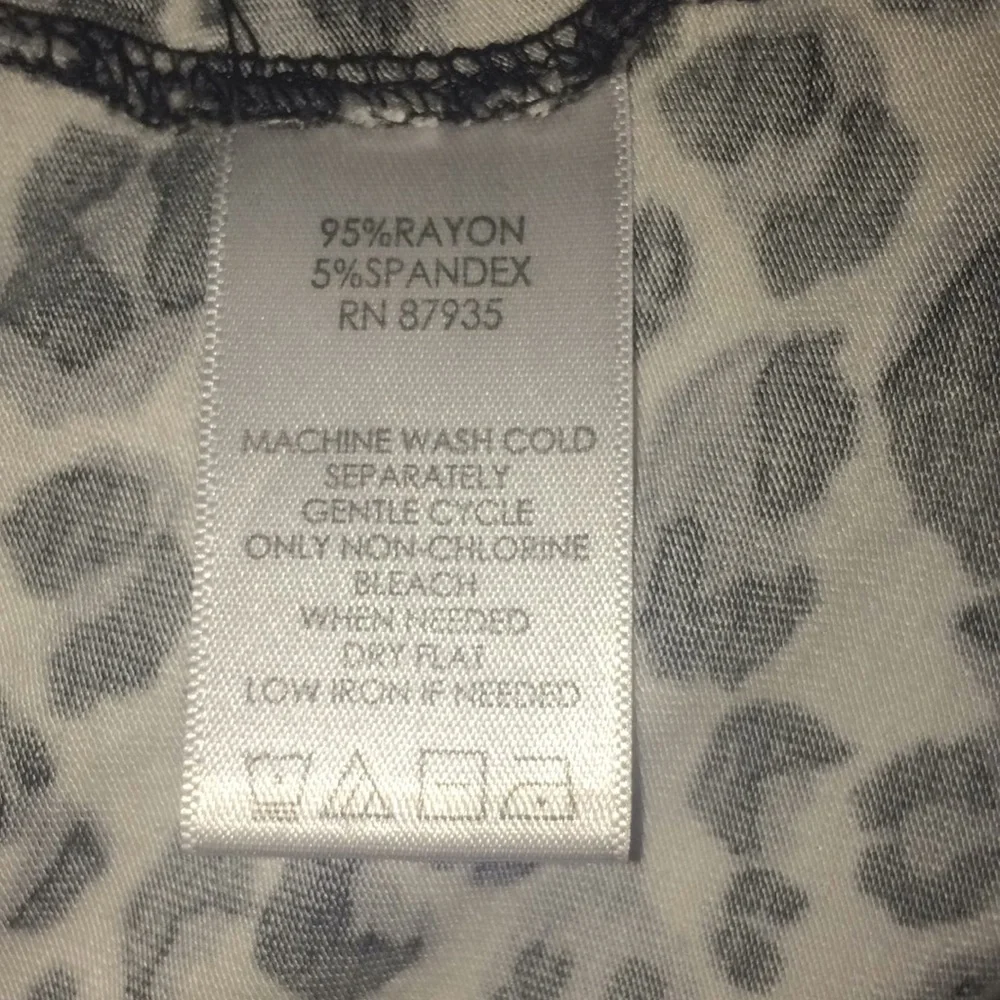 95%RAYON
5%SPANDEX
RN 87935
MACHINE WASH COLD
SEPARATELY
GENTLE CYCLE
ONLY NON-CHLORINE
BLEACH
WHEN NEEDED
DRY FLAT
LOW IRON IF NEEDED